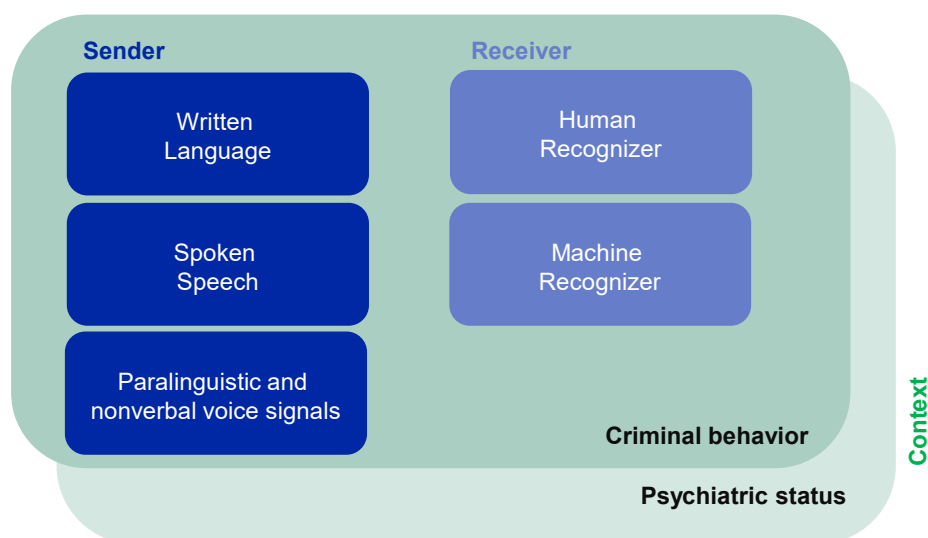 Sender
Written
Language
Spoken
Speech
Paralinguistic and
nonverbal voice signals
Receiver
Human
Recognizer
Machine
Recognizer
Criminal behavior
Psychiatric status
Context